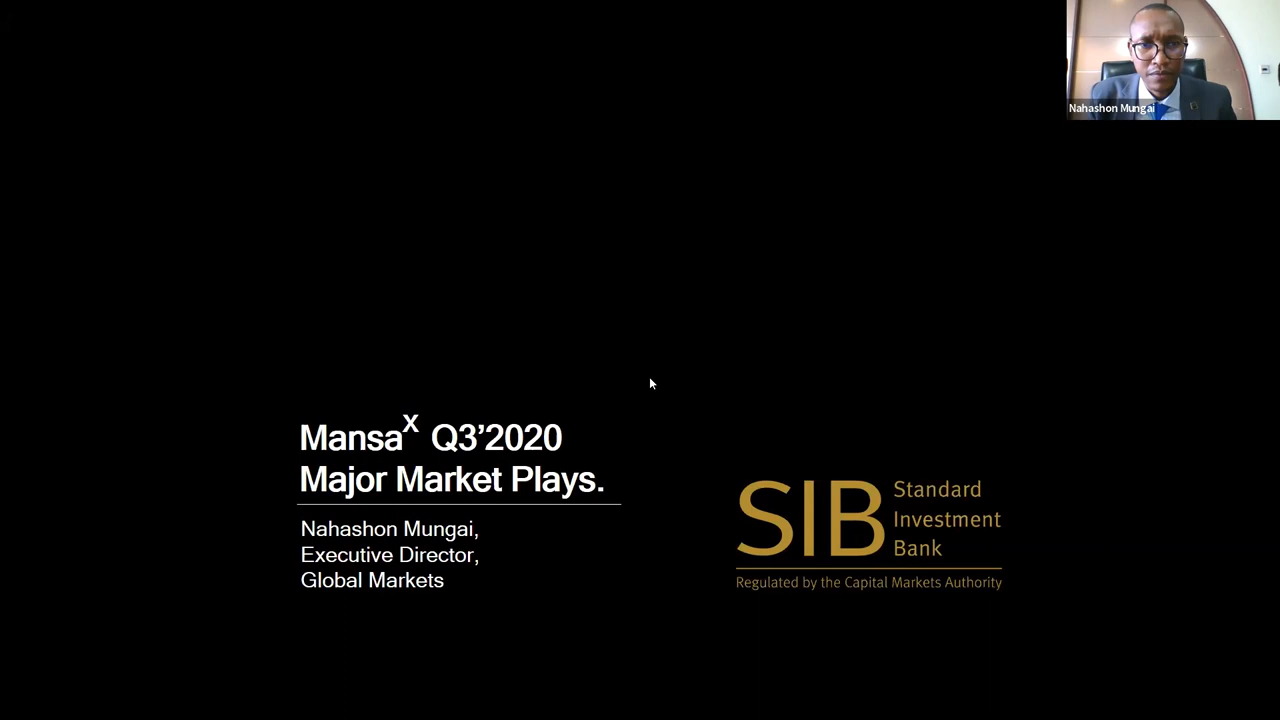 Nahashon Mungai
Mansaˣ Q3’2020
Major Market Plays.
Nahashon Mungai,
Executive Director,
Global Markets
SIB
Standard
Investment
Bank
Regulated by the Capital Markets Authority